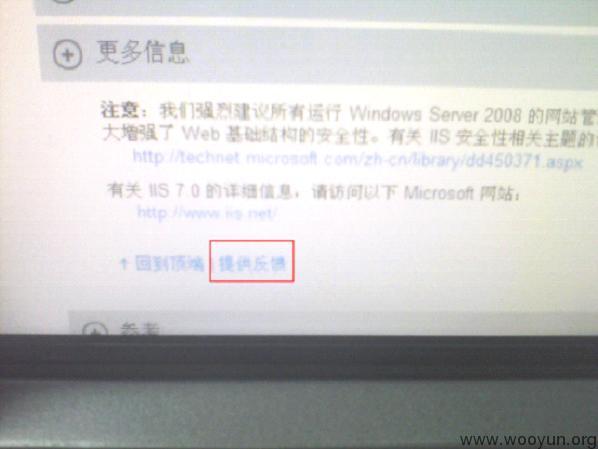 更多信息
注意：我们强烈建议所有运行 Windows Server 2008 的网站管
大增强了 Web 基础结构的安全性。有关 IIS 安全性相关主题的
http://technet.microsoft.com/zh-cn/library/dd450371.aspx
有关 IIS 7.0 的详细信息，请访问以下 Microsoft 网站：
http://www.iis.net/
↑ 回到顶端 | 提供反馈
参考
www.wooyun.org